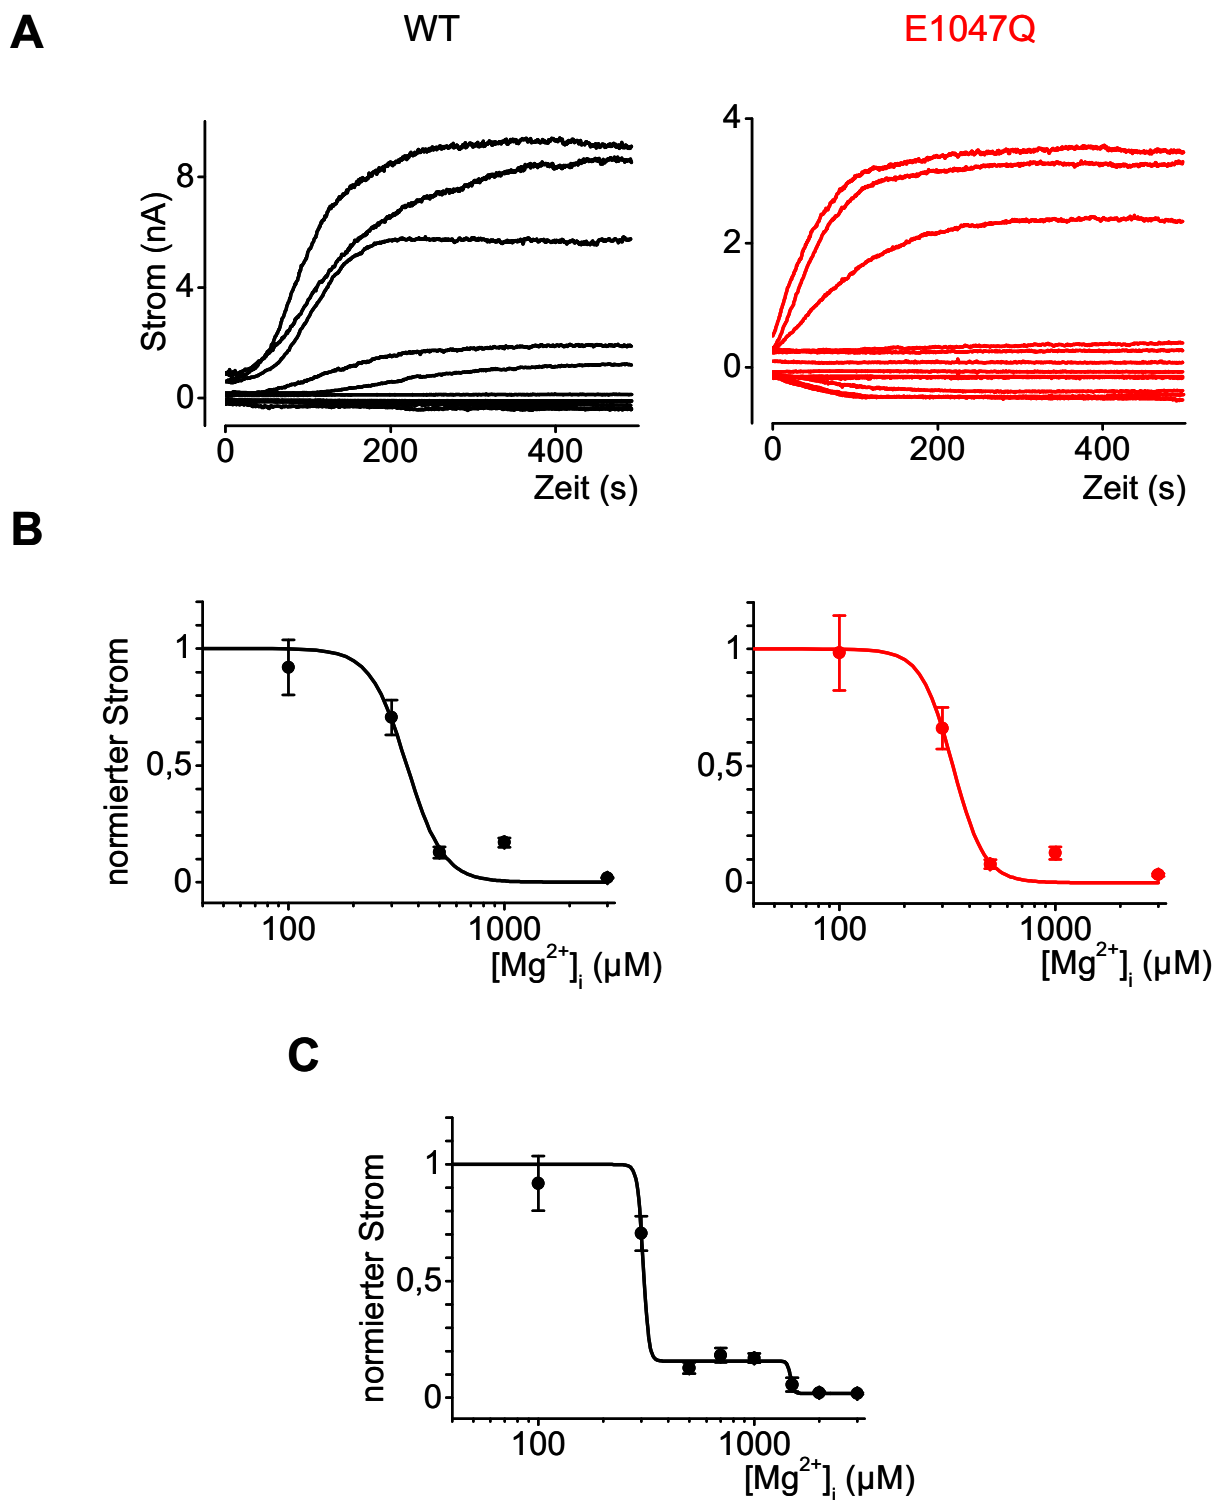 A
WT
E1047Q
Strom (nA)
8
4
0
0
200
400
Zeit (s)
4
2
0
0
200
400
Zeit (s)
B
normierter Strom
1
0,5
0
100
1000
[Mg²⁺]ᵢ (µM)
1
0,5
0
100
1000
[Mg²⁺]ᵢ (µM)
C
normierter Strom
1
0,5
0
100
1000
[Mg²⁺]ᵢ (µM)